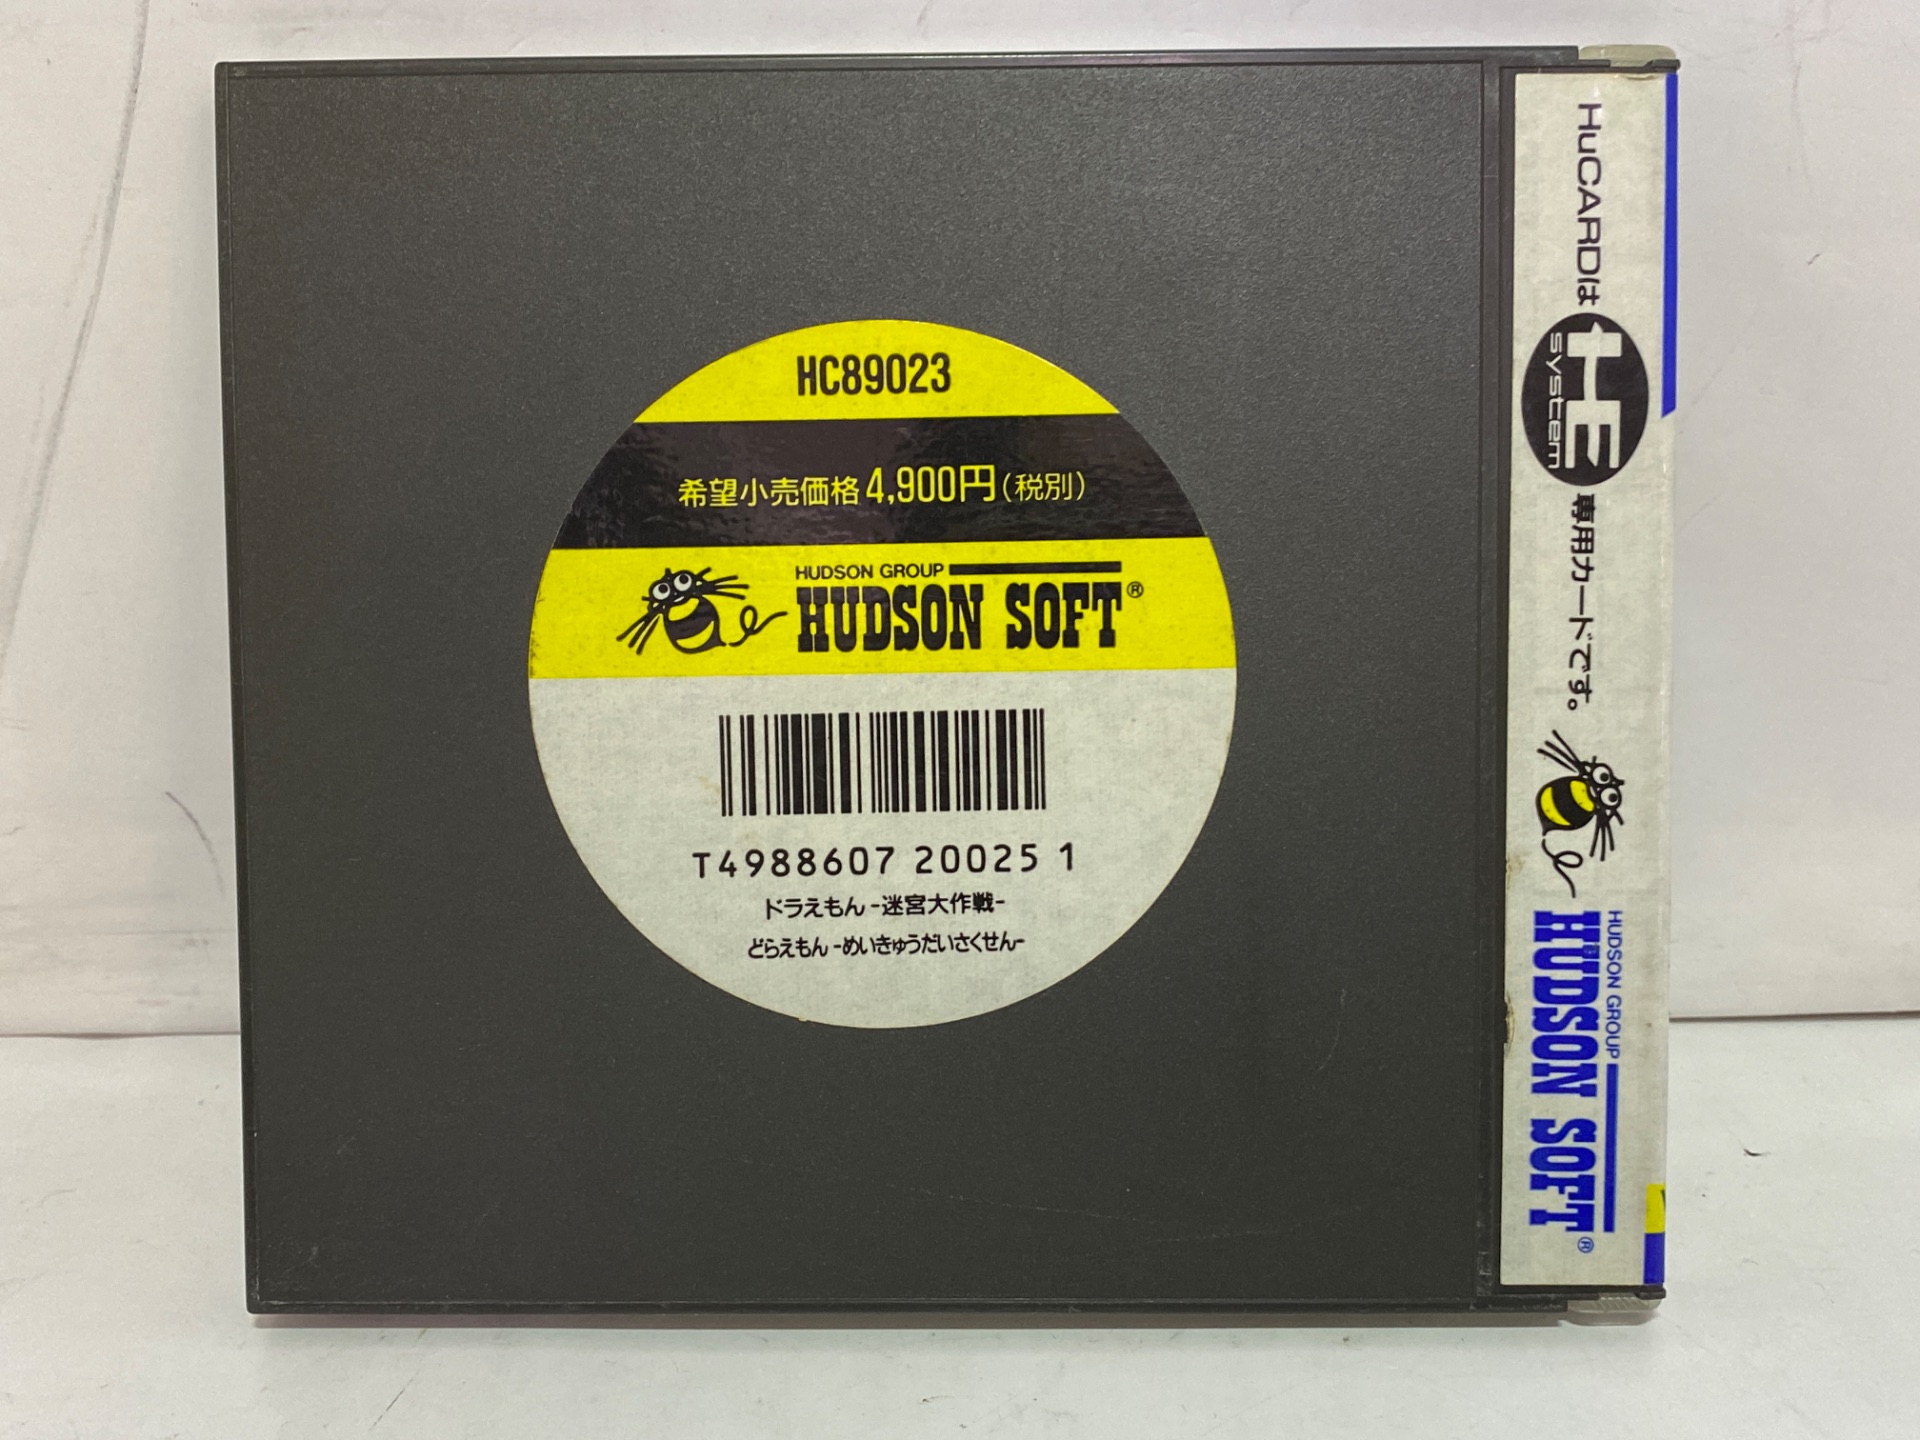 HC89023
希望小売価格4,900円(税別)
HUDSON GROUP
HUDSON SOFT®
T4988607 20025 1
ドラえもん-迷宮大作戦-
どらえもん-めいきゅうだいさくせん-
HuCARDは HE system 専用カードです。
HUDSON GROUP
HUDSON SOFT®